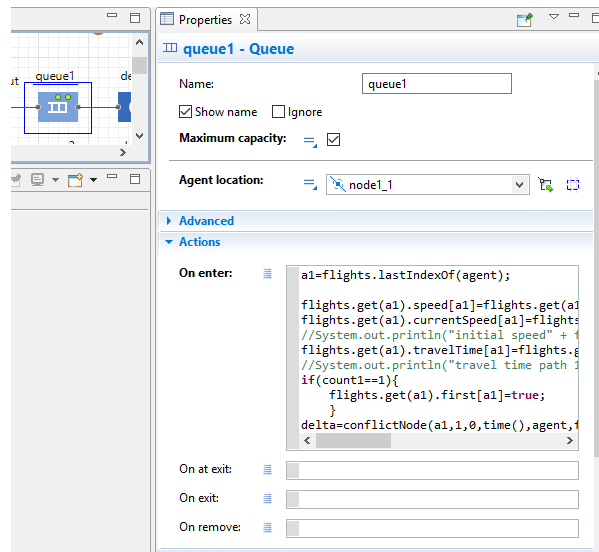 Properties
queue1 - Queue
queue1
Name:
queue1
Show name
Ignore
Maximum capacity:
Agent location:
node1_1
Advanced
Actions
On enter:
a1=flights.lastIndexOf(agent);
flights.get(a1).speed[a1]=flights.get(a1
flights.get(a1).currentSpeed[a1]=flights
//System.out.println("initial speed" + f
flights.get(a1).travelTime[a1]=flights.g
//System.out.println("travel time path 1
if(count1==1){
flights.get(a1).first[a1]=true;
}
delta=conflictNode(a1,1,0,time(),agent,f
On at exit:
On exit:
On remove: